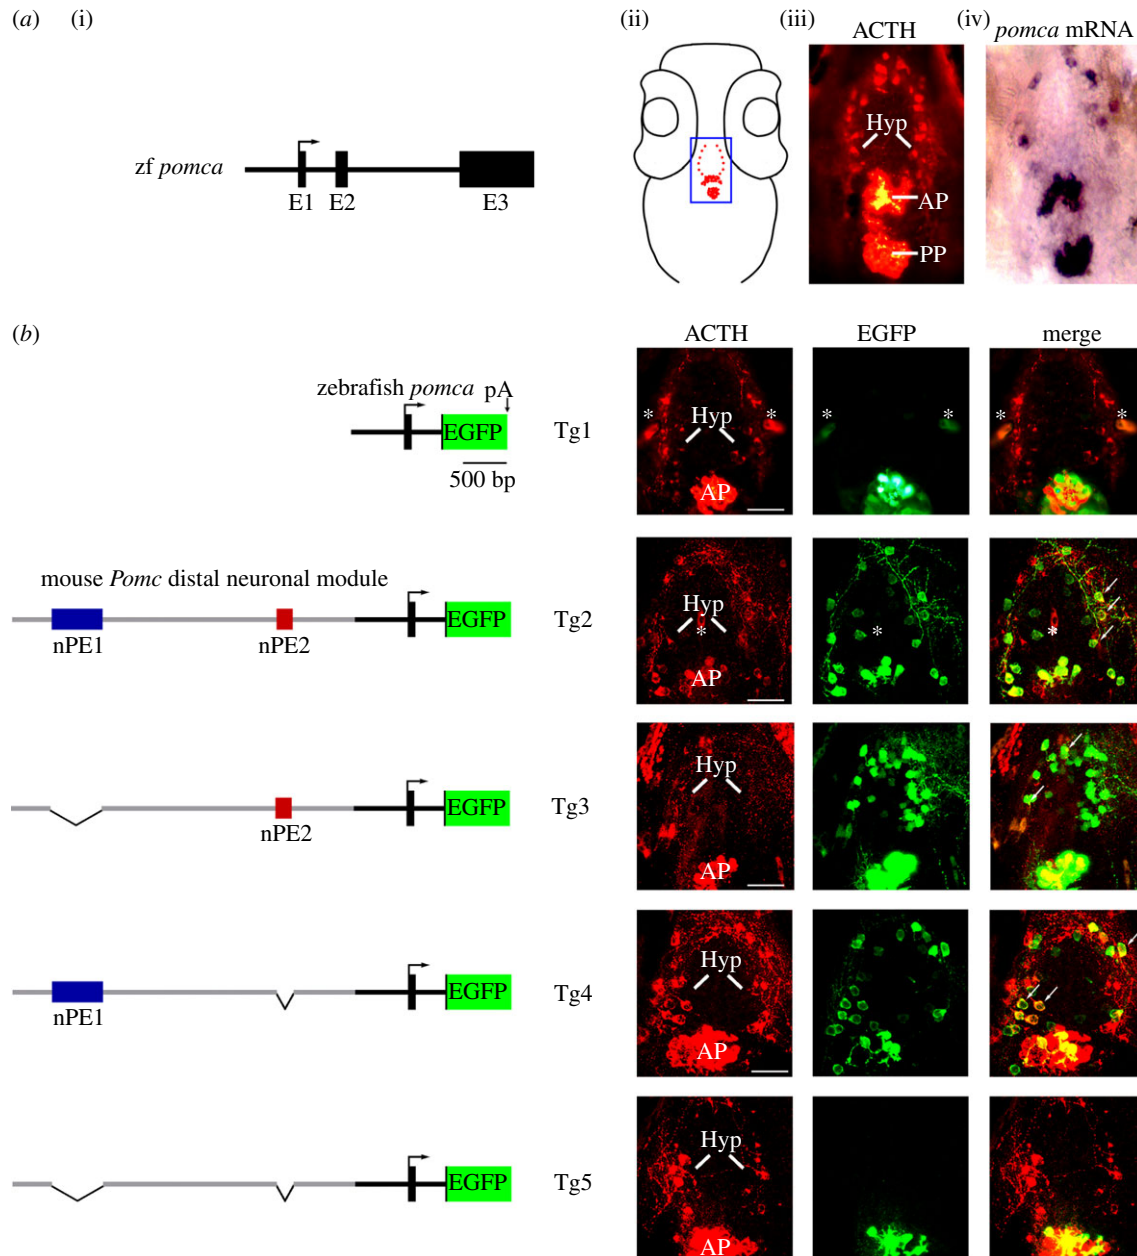 (a)
(i)
(ii)
(iii)
(iv)
ACTH
pomca mRNA
zf pomca
E1
E2
E3
Hyp
AP
PP
(b)
ACTH
EGFP
merge
zebrafish pomca pA
EGFP
500 bp
Tg1
*
Hyp
*
AP
*
*
*
*
mouse Pomc distal neuronal module
nPE1
nPE2
EGFP
Tg2
Hyp
*
AP
*
*
nPE2
EGFP
Tg3
Hyp
AP
nPE1
EGFP
Tg4
Hyp
AP
EGFP
Tg5
Hyp
AP